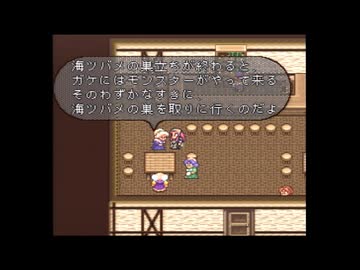 海ツバメの巣立ちが終わると
ガケにはモンスターがやって来る
そのわずかなすきに、
海ツバメの巣を取りに行くのだよ